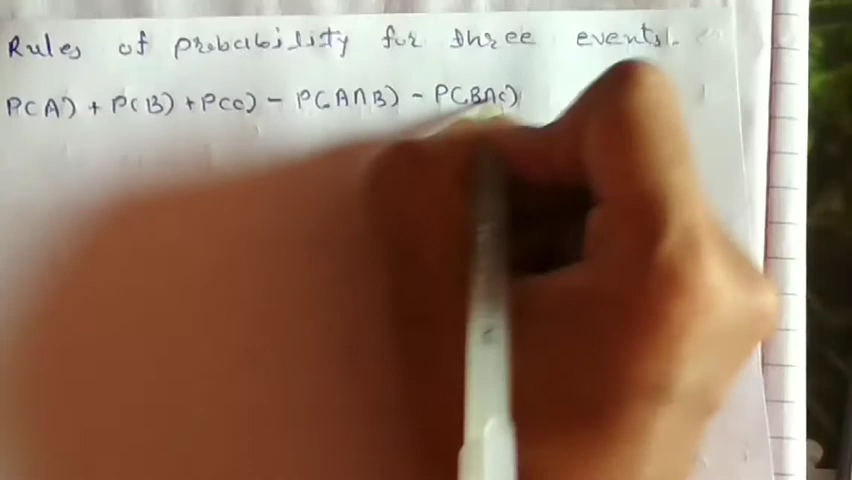 Rules of probability for three events.
P(A) + P(B) + P(C) - P(A∩B) - P(B∩C)